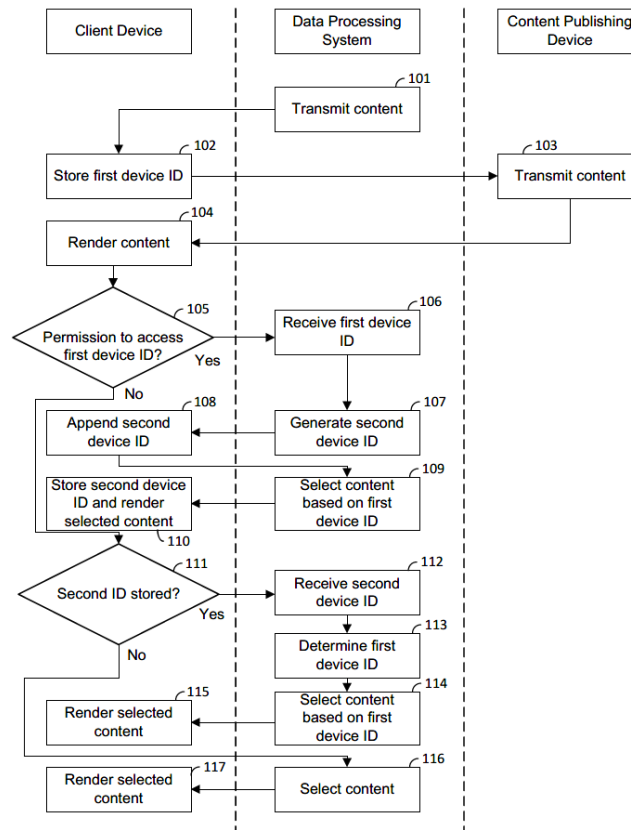 Client Device
Data Processing
System
Content Publishing
Device
101
Transmit content
102
Store first device ID
103
Transmit content
104
Render content
105
Permission to access
first device ID?
Yes
No
106
Receive first device
ID
107
Generate second
device ID
108
Append second
device ID
109
Select content
based on first
device ID
Store second device
ID and render
selected content
110
111
Second ID stored?
Yes
No
112
Receive second
device ID
113
Determine first
device ID
114
Select content
based on first
device ID
115
Render selected
content
116
Select content
117
Render selected
content